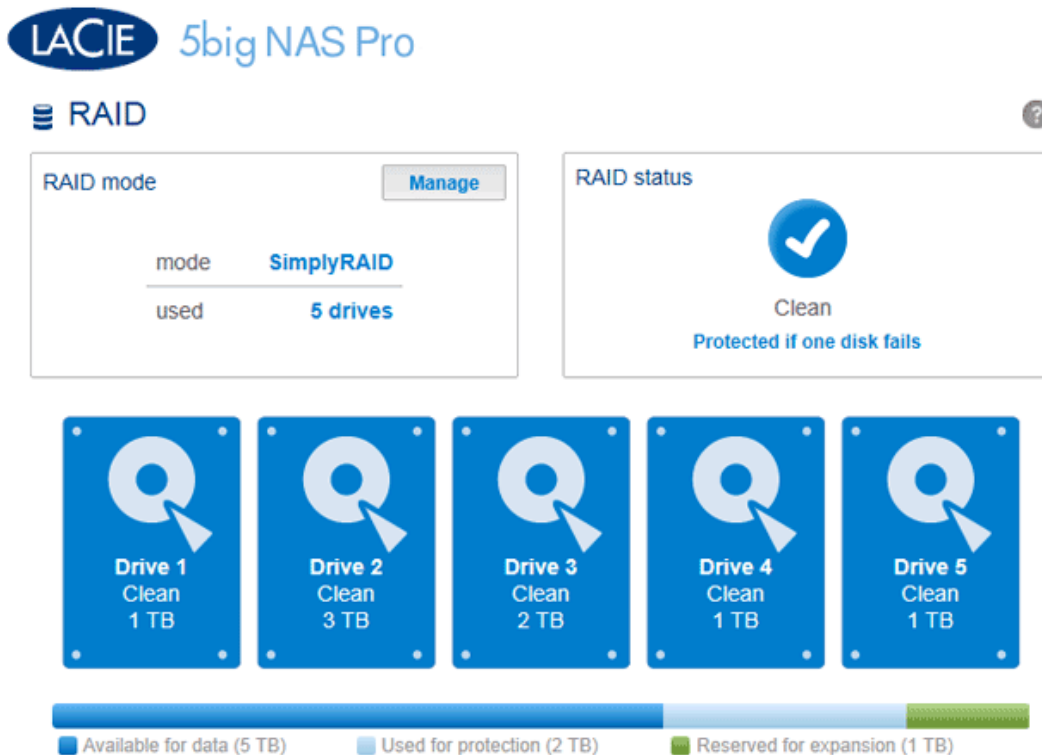 LACIE 5big NAS Pro
RAID
?
RAID mode
Manage
mode SimplyRAID
used 5 drives
RAID status
Clean
Protected if one disk fails
Drive 1
Clean
1 TB
Drive 2
Clean
3 TB
Drive 3
Clean
2 TB
Drive 4
Clean
1 TB
Drive 5
Clean
1 TB
Available for data (5 TB) Used for protection (2 TB) Reserved for expansion (1 TB)